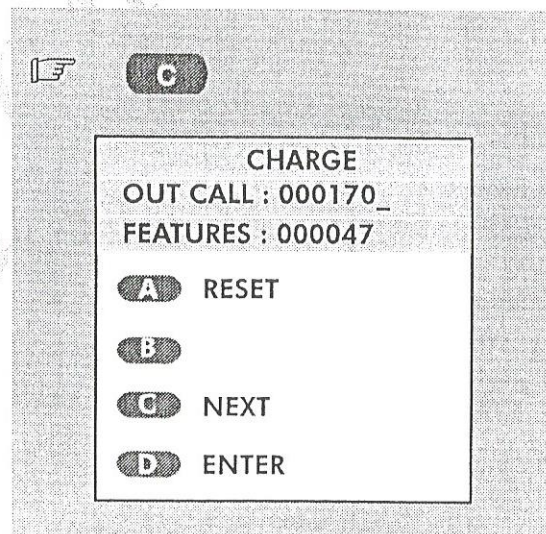 C
CHARGE
OUT CALL : 000170_
FEATURES : 000047
A RESET
B
C NEXT
D ENTER